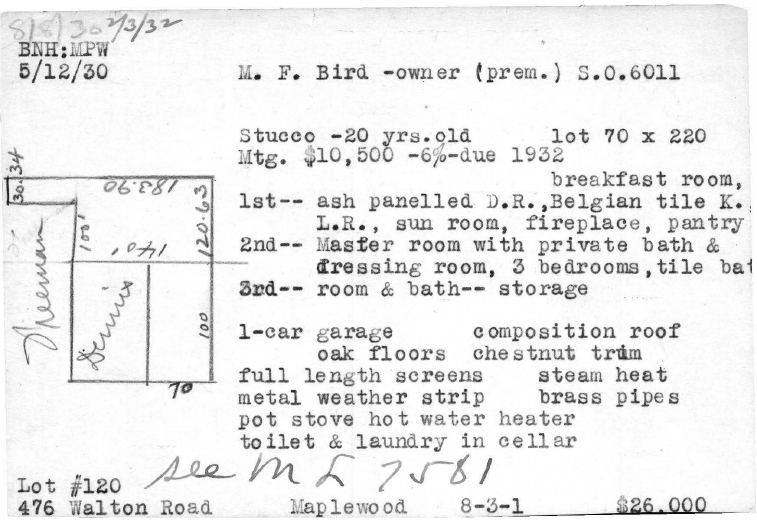 8/8/30 2/3/32
BNH:MPW
5/12/30
M. F. Bird -owner (prem.) S.O.6011
Stucco -20 yrs.old lot 70 x 220
Mtg. $10,500 -6%-due 1932
breakfast room,
1st-- ash panelled D.R.,Belgian tile K.,
L.R., sun room, fireplace, pantry
2nd-- Master room with private bath &
dressing room, 3 bedrooms,tile bat
3rd-- room & bath-- storage
1-car garage composition roof
oak floors chestnut trim
full length screens steam heat
metal weather strip brass pipes
pot stove hot water heater
toilet & laundry in cellar
30.34
183.90
120.63
100'
140'
100
70
see ML 7581
Lot #120
476 Walton Road Maplewood 8-3-1 $26.000